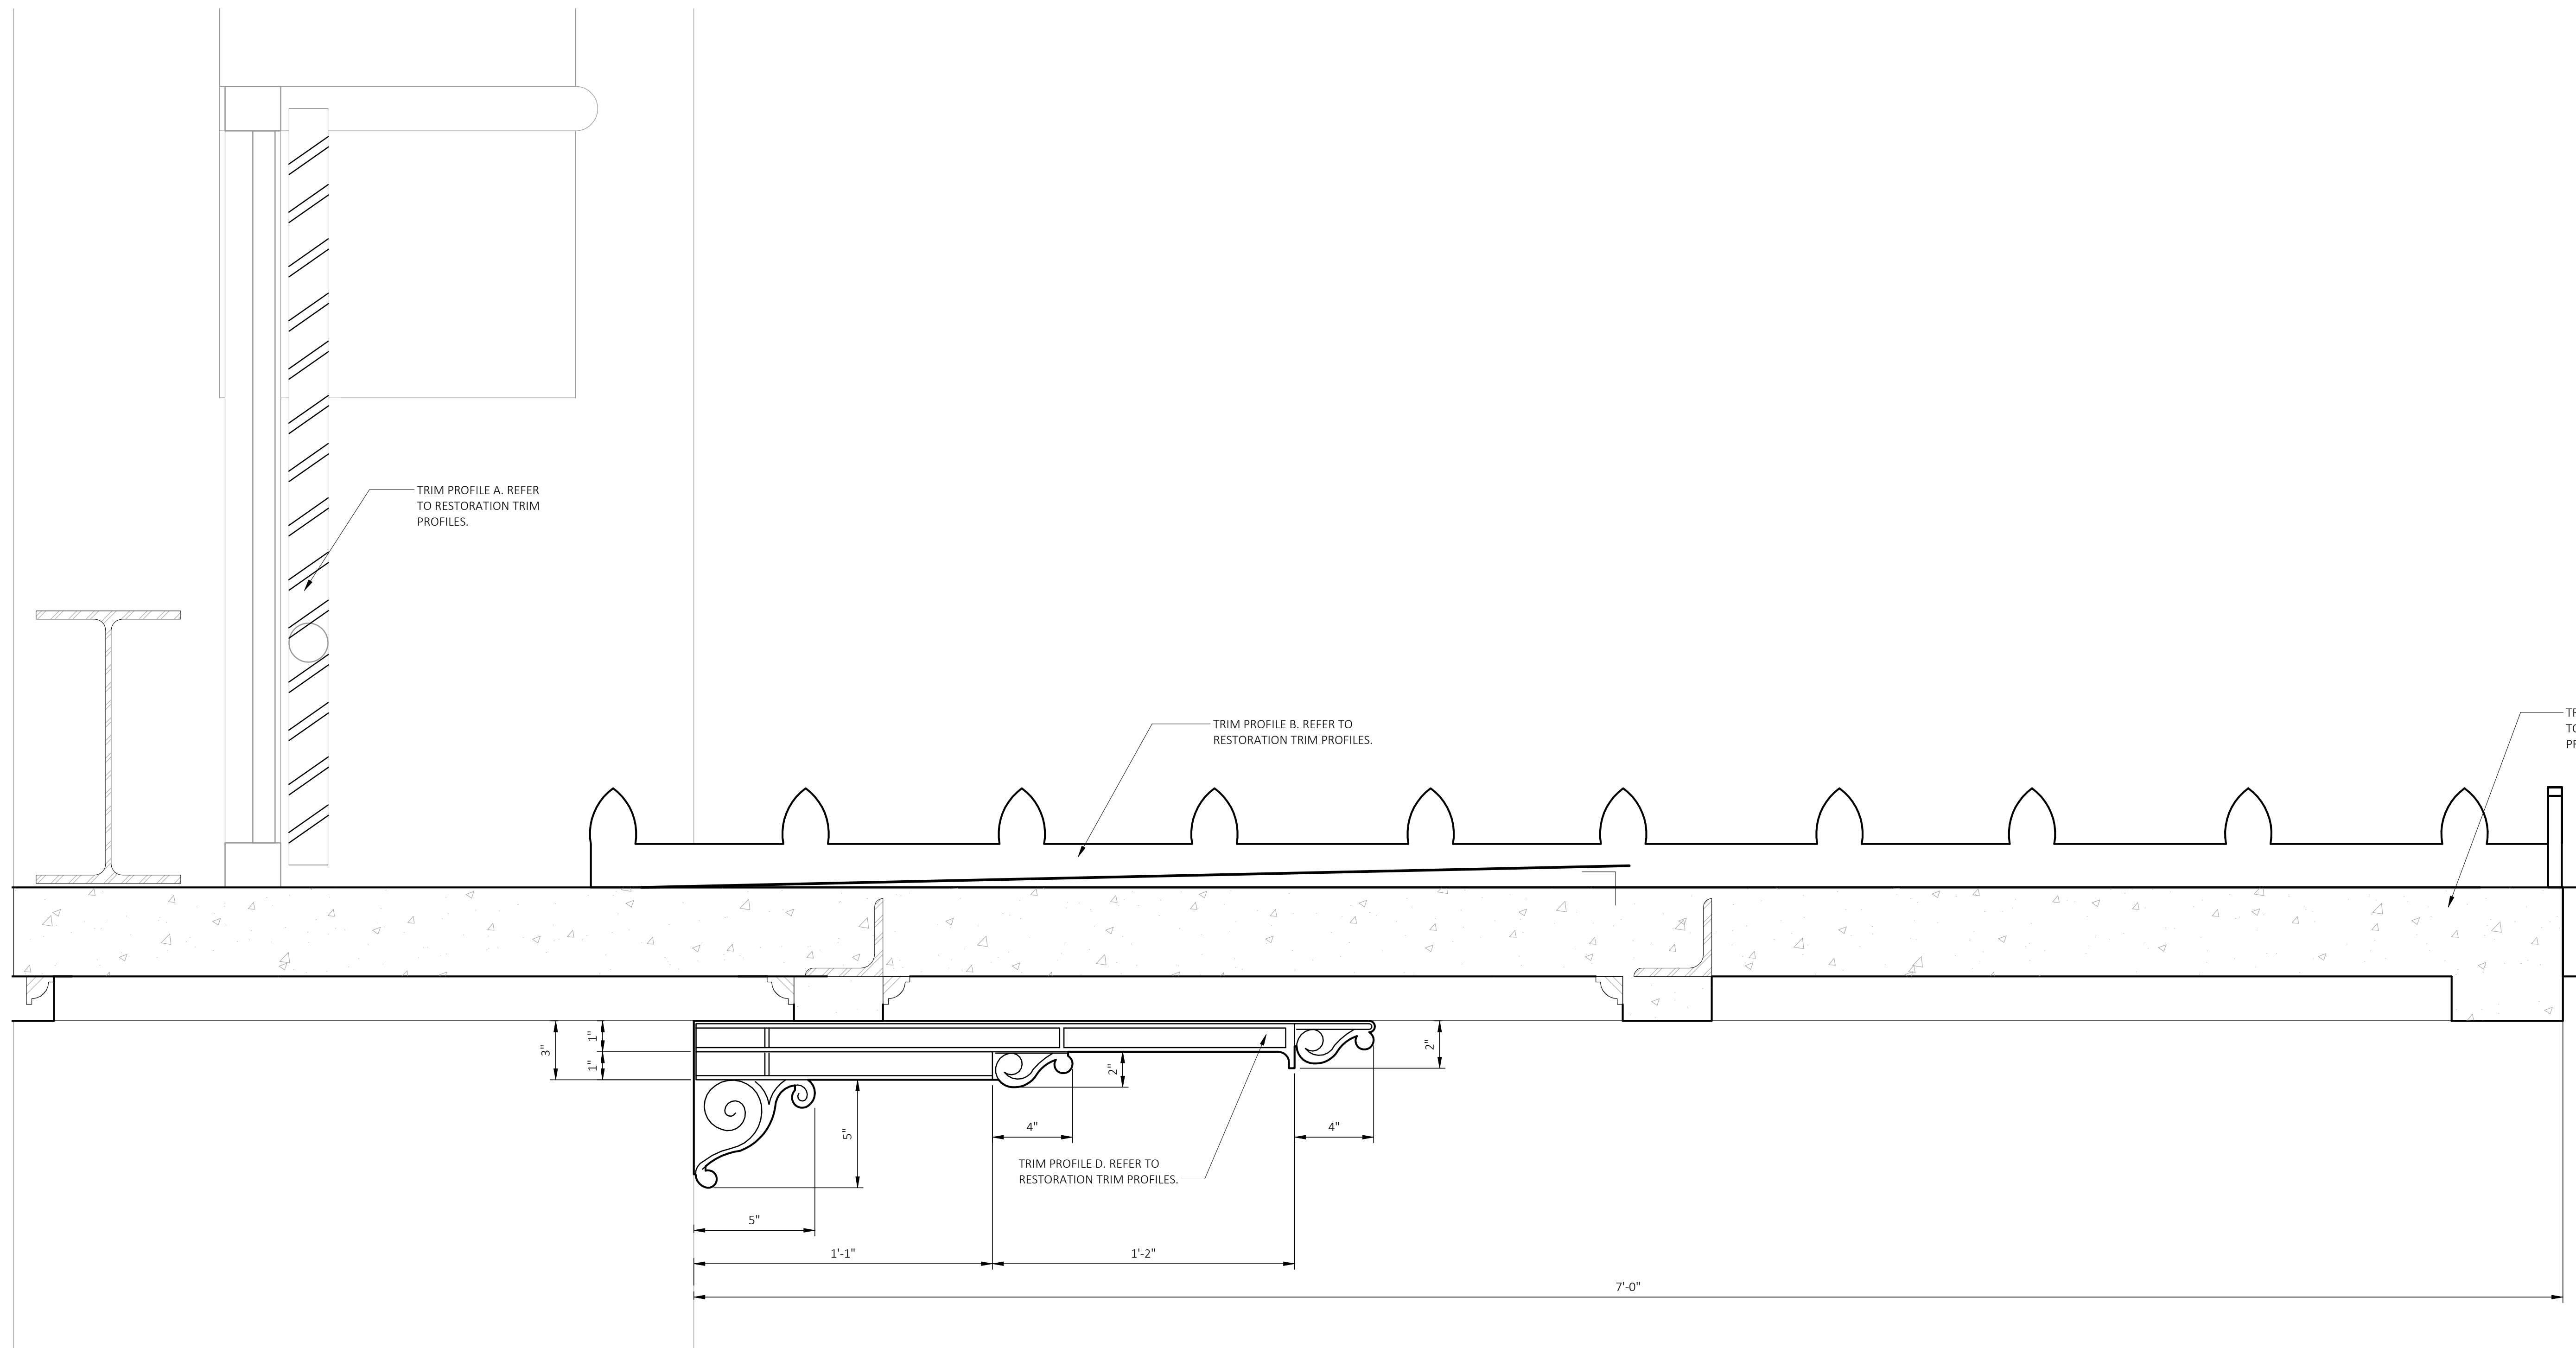 TRIM PROFILE A. REFER
TO RESTORATION TRIM
PROFILES.
TRIM PROFILE B. REFER TO
RESTORATION TRIM PROFILES.
3"
1"
1"
2"
2"
5"
4"
4"
TRIM PROFILE D. REFER TO
RESTORATION TRIM PROFILES.
5"
1'-1"
1'-2"
7'-0"